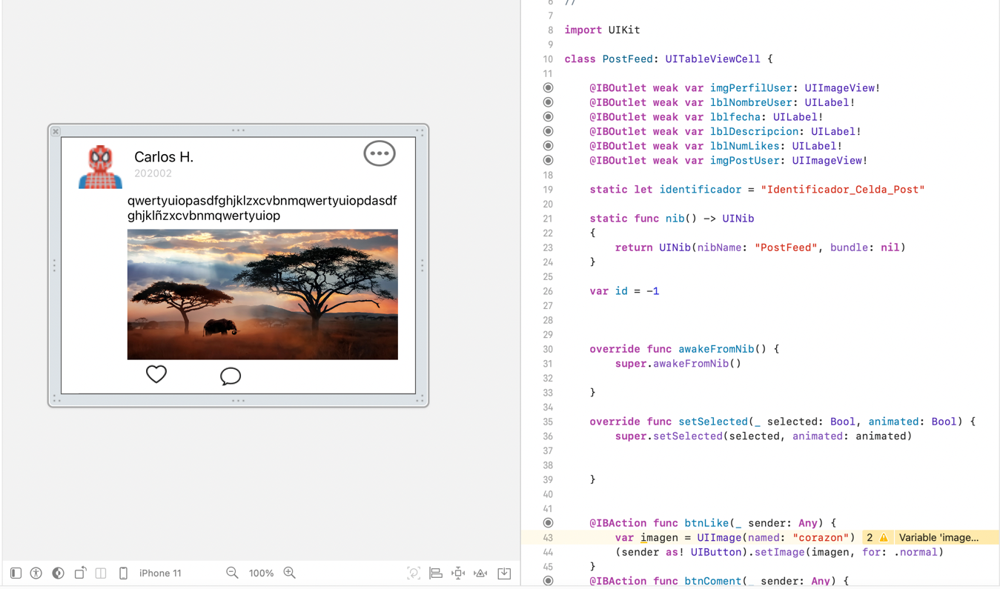 Carlos H.
202002
qwertyuiopasdfghjklzxcvbnmqwertyuiopdasdf
ghjklñzxcvbnmqwertyuiop
iPhone 11
100%
6 //
7
8 import UIKit
9
10 class PostFeed: UITableViewCell {
11
@IBOutlet weak var imgPerfilUser: UIImageView!
@IBOutlet weak var lblNombreUser: UILabel!
@IBOutlet weak var lblfecha: UILabel!
@IBOutlet weak var lblDescripcion: UILabel!
@IBOutlet weak var lblNumLikes: UILabel!
@IBOutlet weak var imgPostUser: UIImageView!
18
19 static let identificador = "Identificador_Celda_Post"
20
21 static func nib() -> UINib
22 {
23 return UINib(nibName: "PostFeed", bundle: nil)
24 }
25
26 var id = -1
27
28
29
30 override func awakeFromNib() {
31 super.awakeFromNib()
32
33 }
34
35 override func setSelected(_ selected: Bool, animated: Bool) {
36 super.setSelected(selected, animated: animated)
37
38
39 }
40
41
@IBAction func btnLike(_ sender: Any) {
43 var imagen = UIImage(named: "corazon") 2 Variable 'image...
44 (sender as! UIButton).setImage(imagen, for: .normal)
45 }
@IBAction func btnComent(_ sender: Any) {